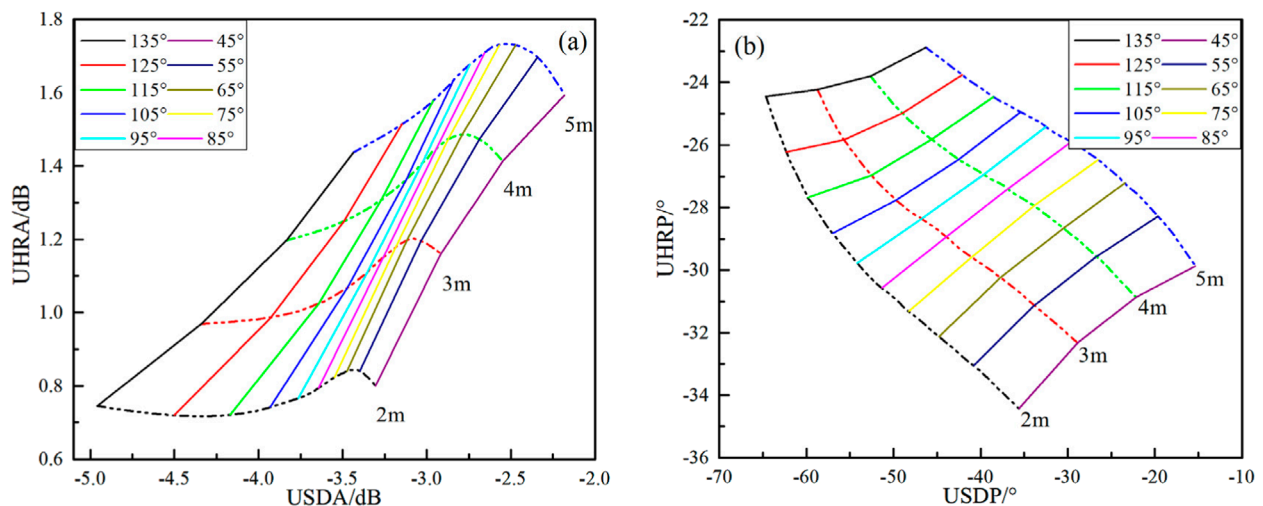 (a)
1.8
1.6
1.4
1.2
1.0
0.8
0.6
UHRA/dB
135° 45°
125° 55°
115° 65°
105° 75°
95° 85°
5m
4m
3m
2m
-5.0 -4.5 -4.0 -3.5 -3.0 -2.5 -2.0
USDA/dB
(b)
-22
-24
-26
-28
-30
-32
-34
-36
UHRP/°
135° 45°
125° 55°
115° 65°
105° 75°
95° 85°
5m
4m
3m
2m
-70 -60 -50 -40 -30 -20 -10
USDP/°